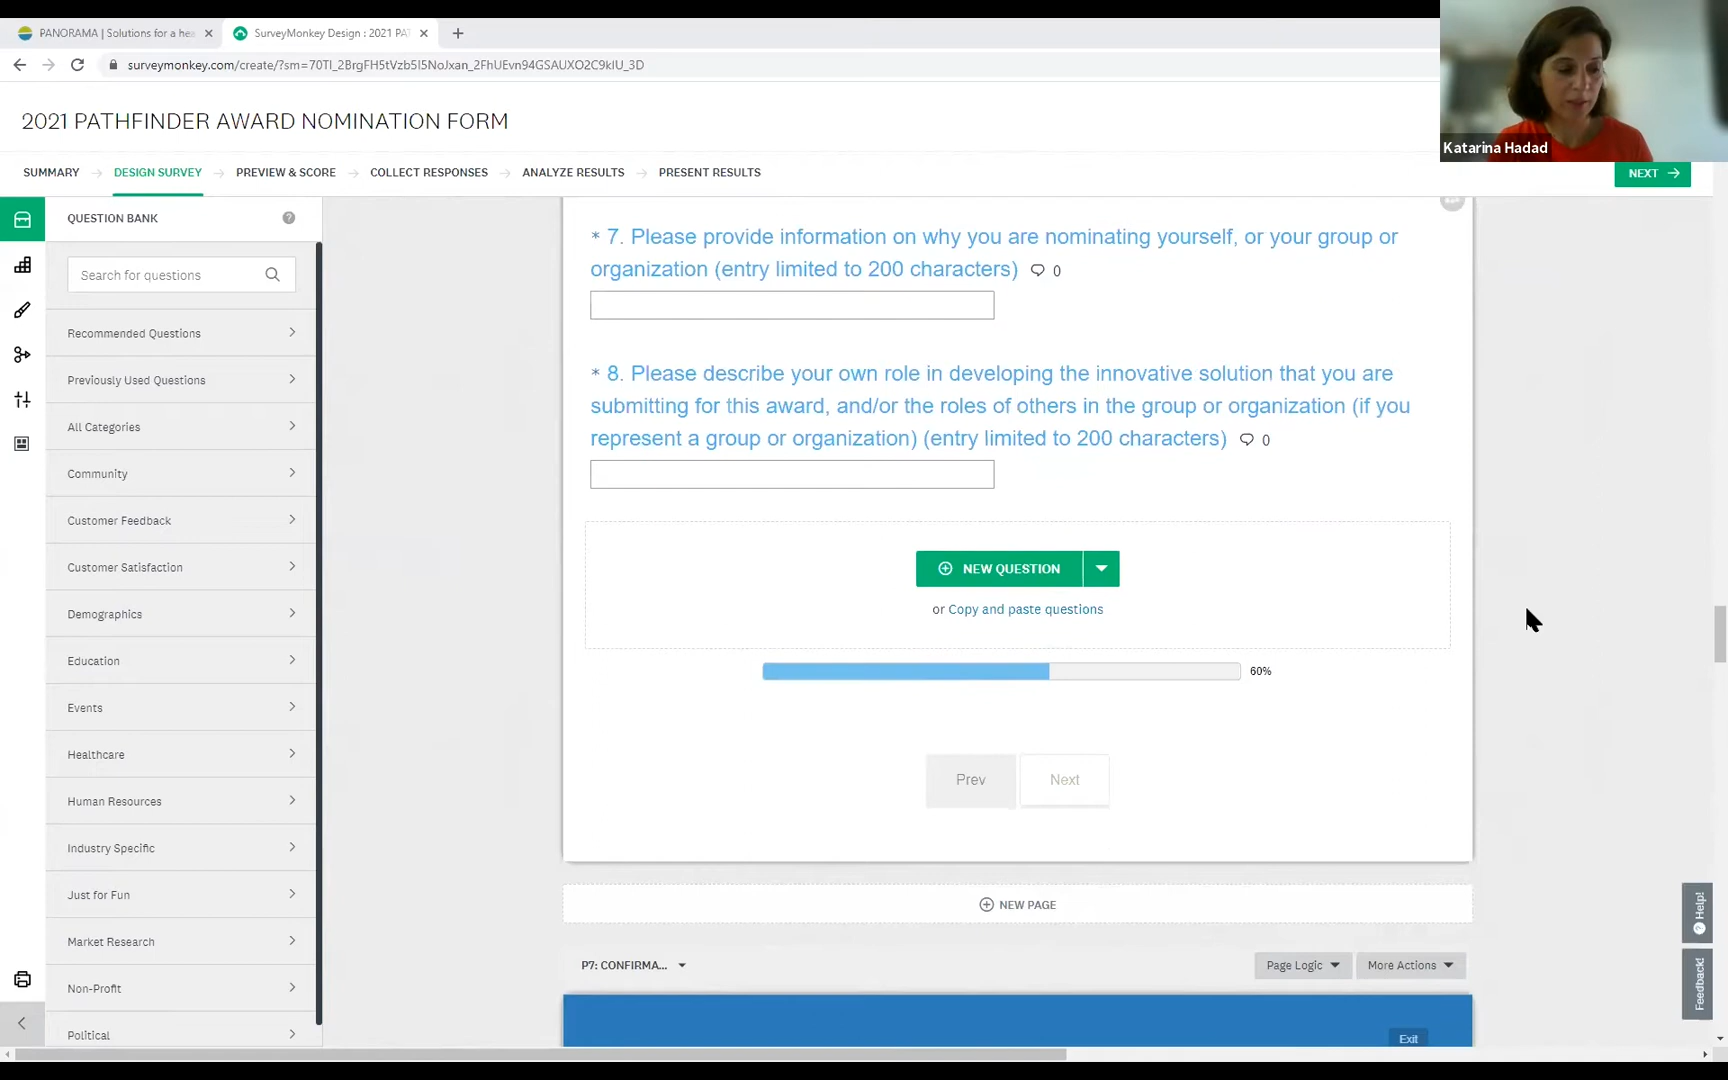 PANORAMA | Solutions for a hea
SurveyMonkey Design : 2021 PAT
surveymonkey.com/create/?sm=
Katarina Hadad
2021 PATHFINDER AWARD NOMINATION FORM
SUMMARY
DESIGN SURVEY
PREVIEW & SCORE
COLLECT RESPONSES
ANALYZE RESULTS
PRESENT RESULTS
NEXT
QUESTION BANK
Search for questions
Recommended Questions
Previously Used Questions
All Categories
Community
Customer Feedback
Customer Satisfaction
Demographics
Education
Events
Healthcare
Human Resources
Industry Specific
Just for Fun
Market Research
Non-Profit
Political
* 7. Please provide information on why you are nominating yourself, or your group or
organization (entry limited to 200 characters) 0
* 8. Please describe your own role in developing the innovative solution that you are
submitting for this award, and/or the roles of others in the group or organization (if you
represent a group or organization) (entry limited to 200 characters) 0
NEW QUESTION
or Copy and paste questions
60%
Prev
Next
NEW PAGE
P7: CONFIRMA...
Page Logic
More Actions
Exit
Help!
Feedback!